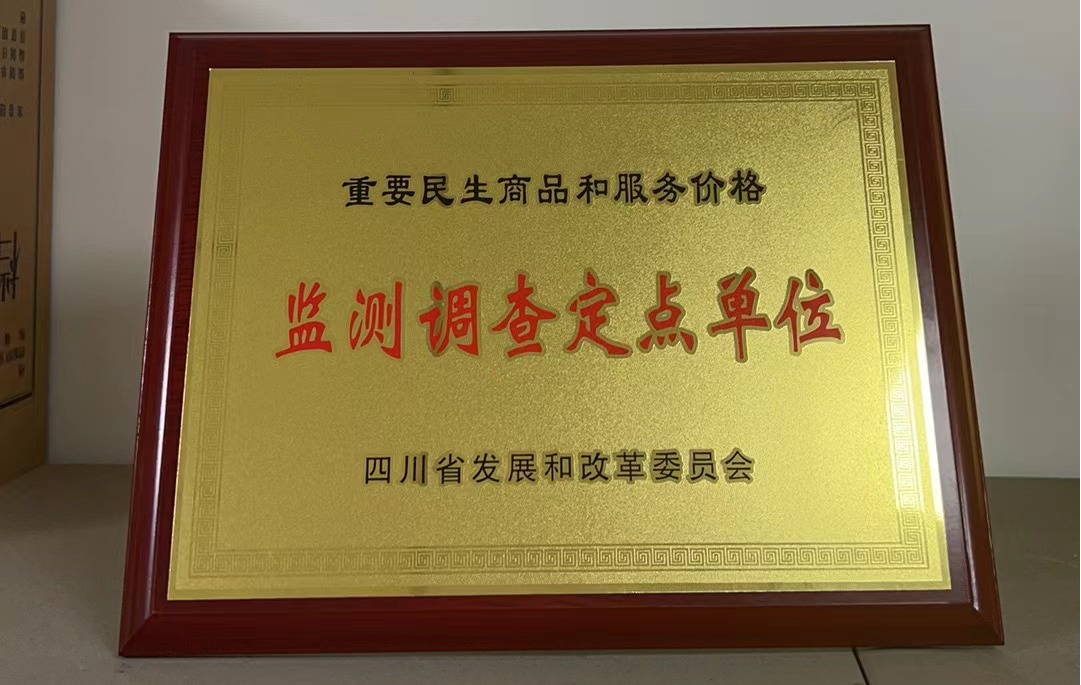 重要民生商品和服务价格
监测调查定点单位
四川省发展和改革委员会